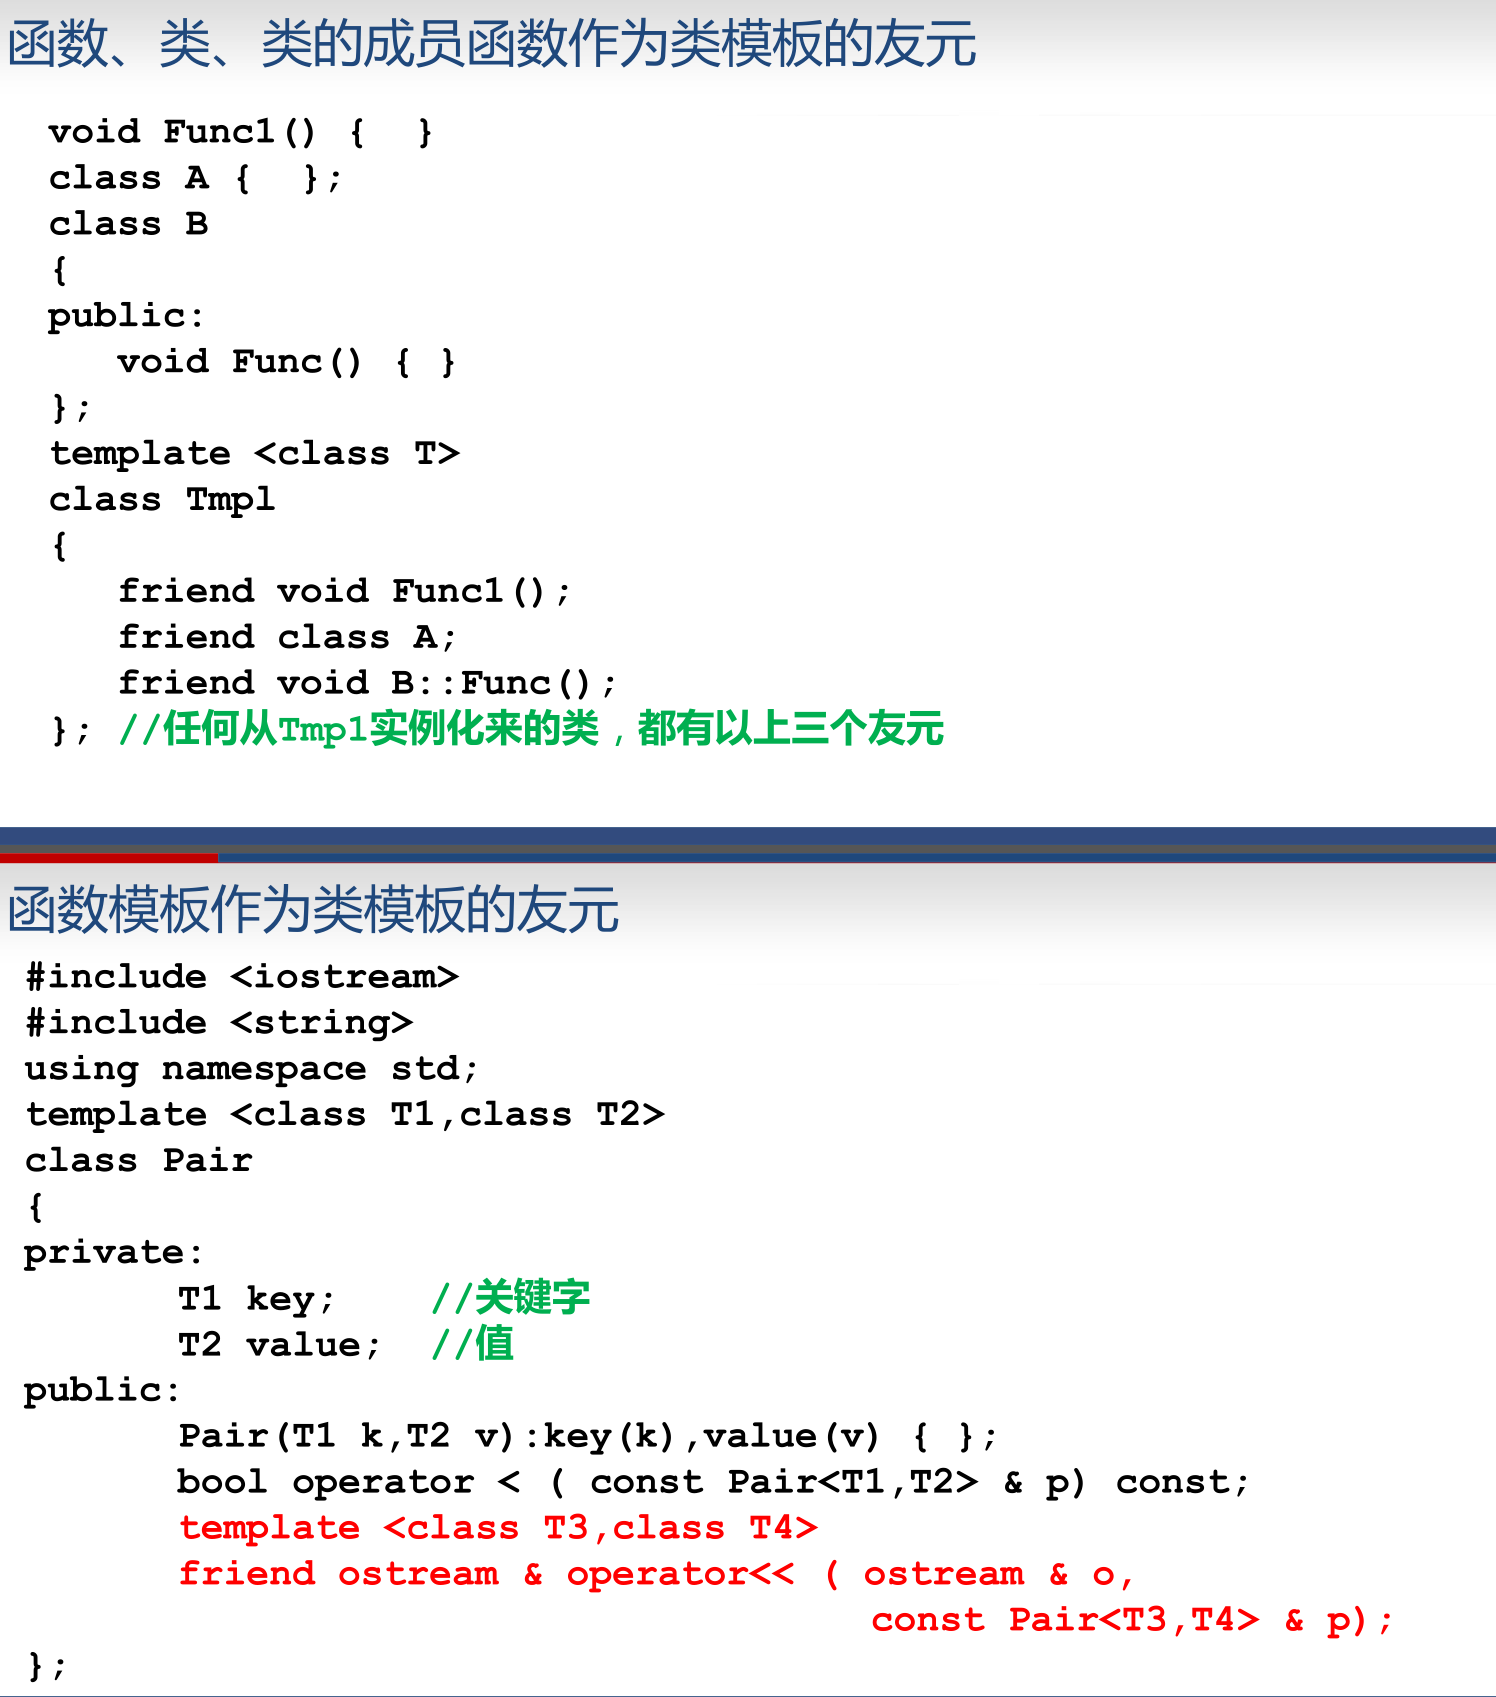 函数、类、类的成员函数作为类模板的友元
void Func1() {  }
class A {  };
class B
{
public:
   void Func() { }
};
template <class T>
class Tmpl
{
   friend void Func1();
   friend class A;
   friend void B::Func();
}; //任何从Tmp1实例化来的类，都有以上三个友元
函数模板作为类模板的友元
#include <iostream>
#include <string>
using namespace std;
template <class T1,class T2>
class Pair
{
private:
       T1 key;    //关键字
       T2 value;  //值
public:
       Pair(T1 k,T2 v):key(k),value(v) { };
       bool operator < ( const Pair<T1,T2> & p) const;
       template <class T3,class T4>
       friend ostream & operator<< ( ostream & o,
                                     const Pair<T3,T4> & p);
};